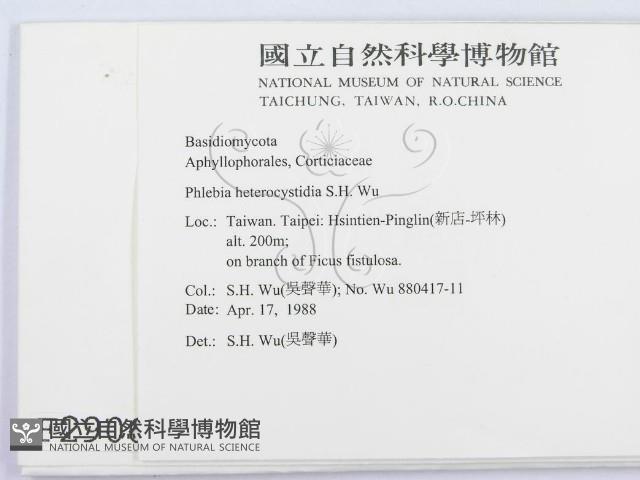 國立自然科學博物館
NATIONAL MUSEUM OF NATURAL SCIENCE
TAICHUNG, TAIWAN, R.O.CHINA
Basidiomycota
Aphyllophorales, Corticiaceae
Phlebia heterocystidia S.H. Wu
Loc.: Taiwan. Taipei: Hsintien-Pinglin(新店-坪林)
alt. 200m;
on branch of Ficus fistulosa.
Col.: S.H. Wu(吳聲華); No. Wu 880417-11
Date: Apr. 17, 1988
Det.: S.H. Wu(吳聲華)
國立自然科學博物館
NATIONAL MUSEUM OF NATURAL SCIENCE